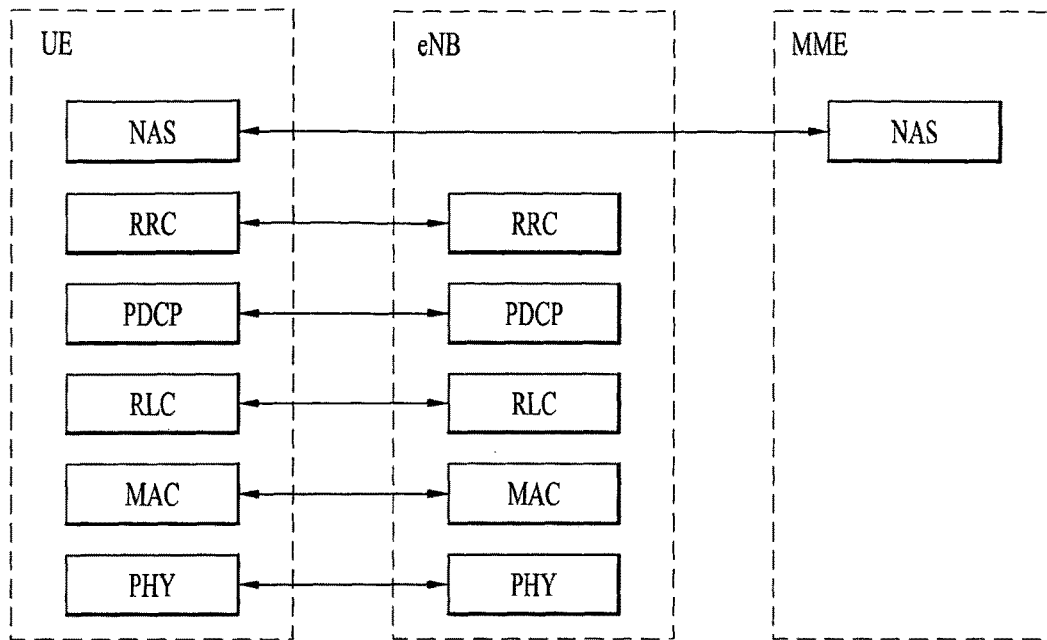 UE eNB MME
NAS NAS
RRC RRC
PDCP PDCP
RLC RLC
MAC MAC
PHY PHY